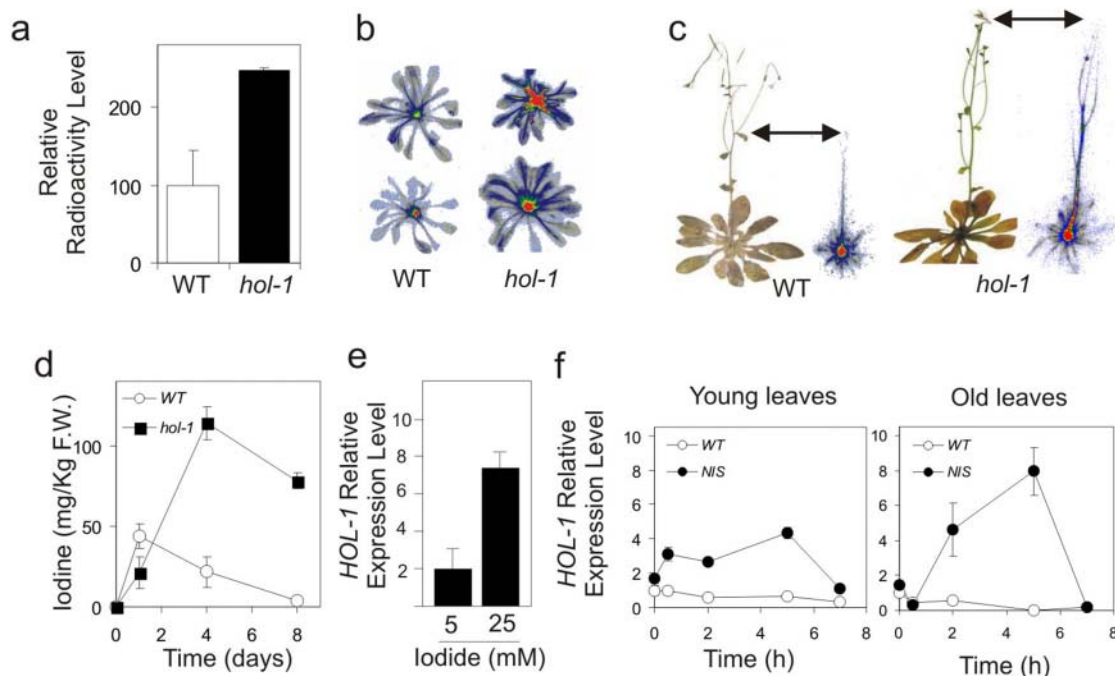 a
Relative
Radioactivity Level
200
100
0
WT hol-1
b
WT hol-1
c
WT hol-1
d
Iodine (mg/Kg F.W.)
100
50
0
WT
hol-1
0 2 4 6 8
Time (days)
e
HOL-1 Relative
Expression Level
10
8
6
4
2
5 25
Iodide (mM)
f
Young leaves Old leaves
HOL-1 Relative
Expression Level
10
8
6
4
2
0
WT
NIS
0 2 4 6 8
Time (h)
10
8
6
4
2
0
WT
NIS
0 2 4 6 8
Time (h)